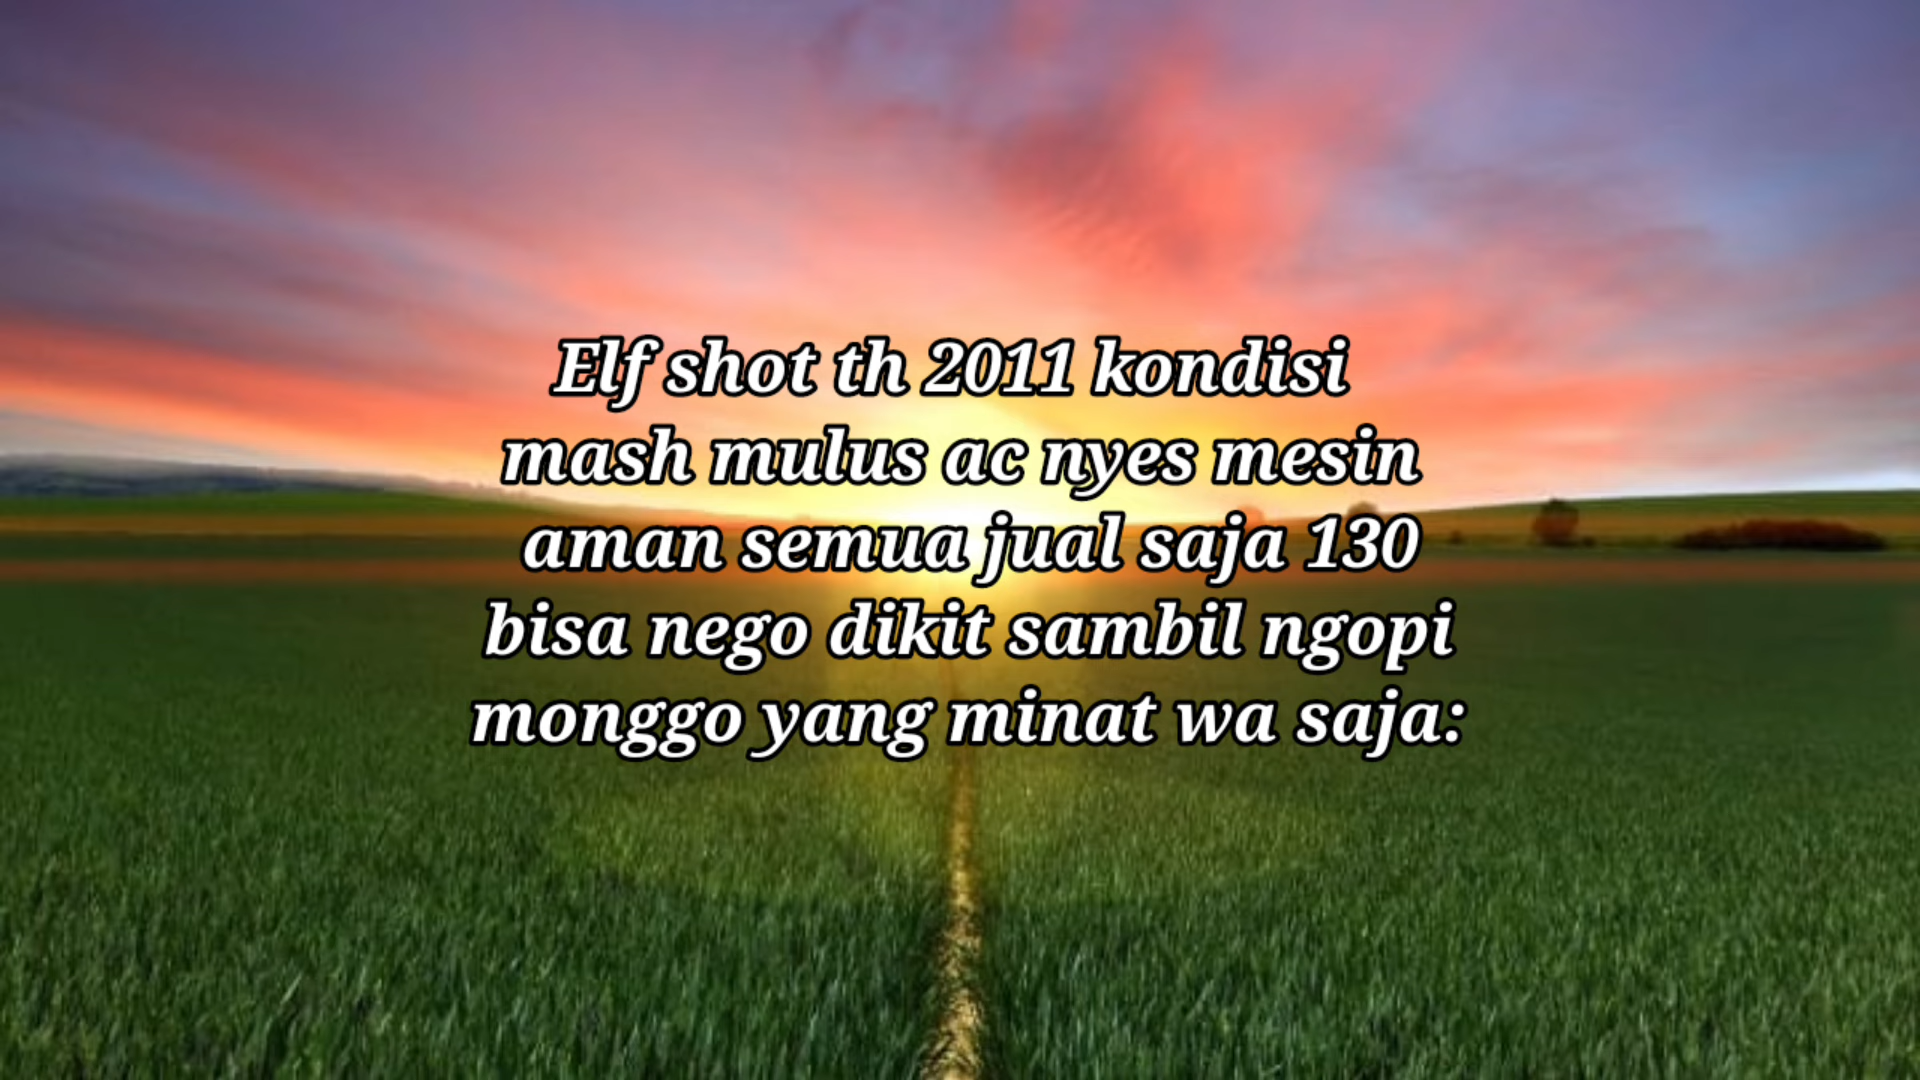 Elf shot th 2011 kondisi
mash mulus ac nyes mesin
aman semua jual saja 130
bisa nego dikit sambil ngopi
monggo yang minat wa saja: